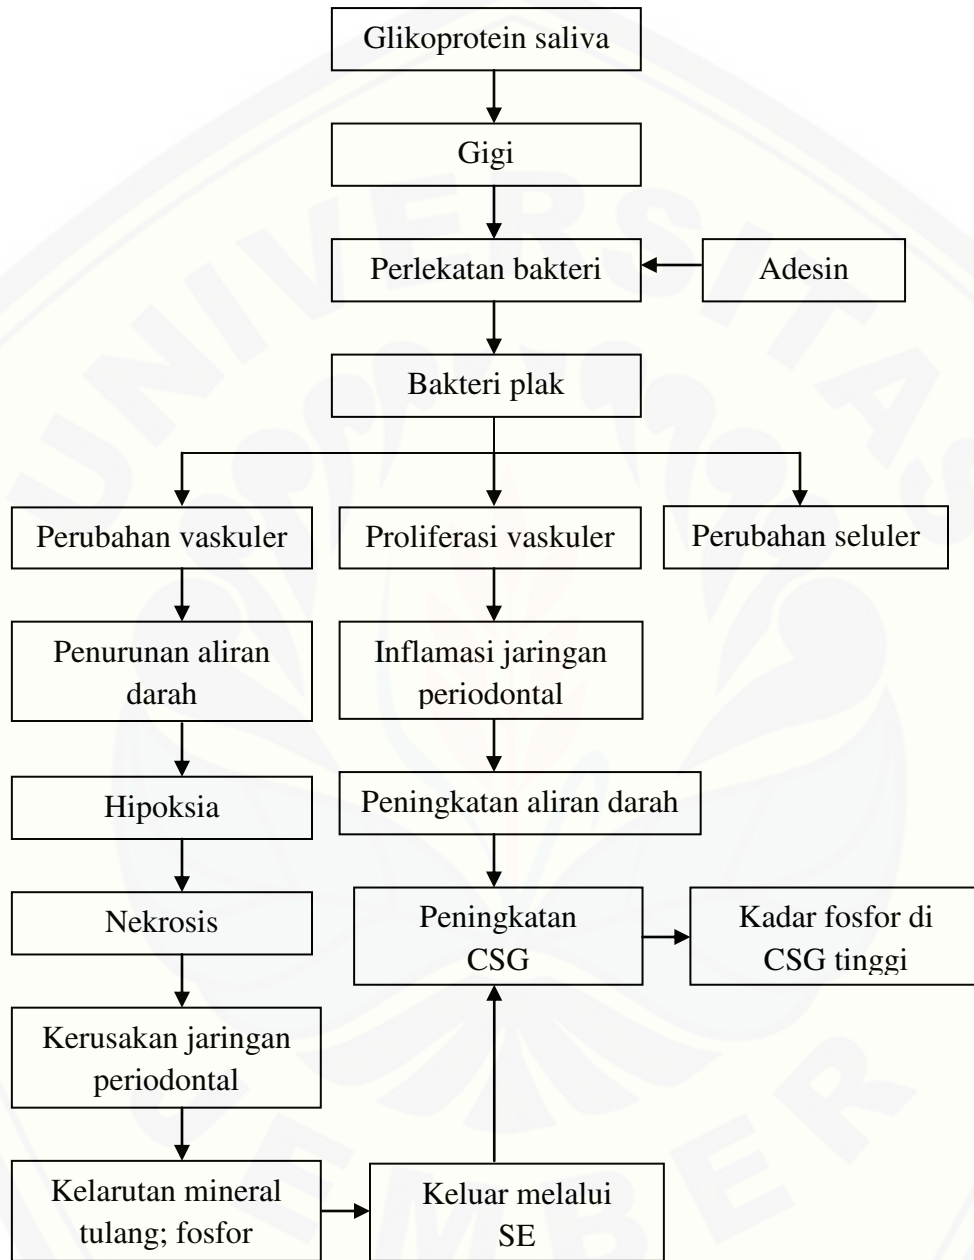 Glikoprotein saliva
Gigi
Perlekatan bakteri
Adesin
Bakteri plak
Perubahan vaskuler
Proliferasi vaskuler
Perubahan seluler
Penurunan aliran
darah
Inflamasi jaringan
periodontal
Hipoksia
Peningkatan aliran darah
Nekrosis
Peningkatan
CSG
Kadar fosfor di
CSG tinggi
Kerusakan jaringan
periodontal
Kelarutan mineral
tulang; fosfor
Keluar melalui
SE
UNIVERSITAS
JEMBER